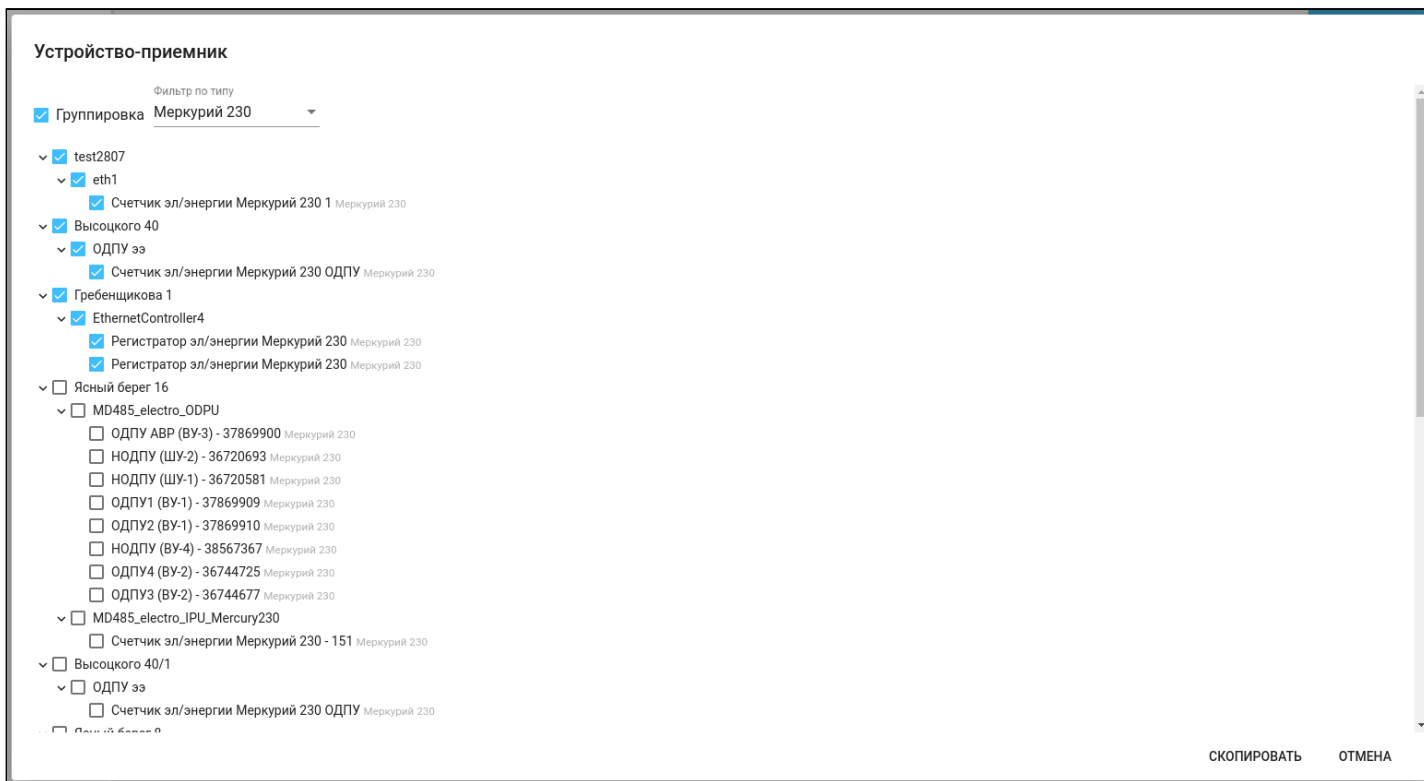 Устройство-приемник
Фильтр по типу
Группировка Меркурий 230
test2807
eth1
Счетчик эл/энергии Меркурий 230 1 Меркурий 230
Высоцкого 40
ОДПУ ээ
Счетчик эл/энергии Меркурий 230 ОДПУ Меркурий 230
Гребенщикова 1
EthernetController4
Регистратор эл/энергии Меркурий 230 Меркурий 230
Регистратор эл/энергии Меркурий 230 Меркурий 230
Ясный берег 16
MD485_electro_ODPU
ОДПУ АВР (ВУ-3) - 37869900 Меркурий 230
НОДПУ (ШУ-2) - 36720693 Меркурий 230
НОДПУ (ШУ-1) - 36720581 Меркурий 230
ОДПУ1 (ВУ-1) - 37869909 Меркурий 230
ОДПУ2 (ВУ-1) - 37869910 Меркурий 230
НОДПУ (ВУ-4) - 38567367 Меркурий 230
ОДПУ4 (ВУ-2) - 36744725 Меркурий 230
ОДПУ3 (ВУ-2) - 36744677 Меркурий 230
MD485_electro_IPU_Mercury230
Счетчик эл/энергии Меркурий 230 - 151 Меркурий 230
Высоцкого 40/1
ОДПУ ээ
Счетчик эл/энергии Меркурий 230 ОДПУ Меркурий 230
Ясный берег 8
СКОПИРОВАТЬ ОТМЕНА